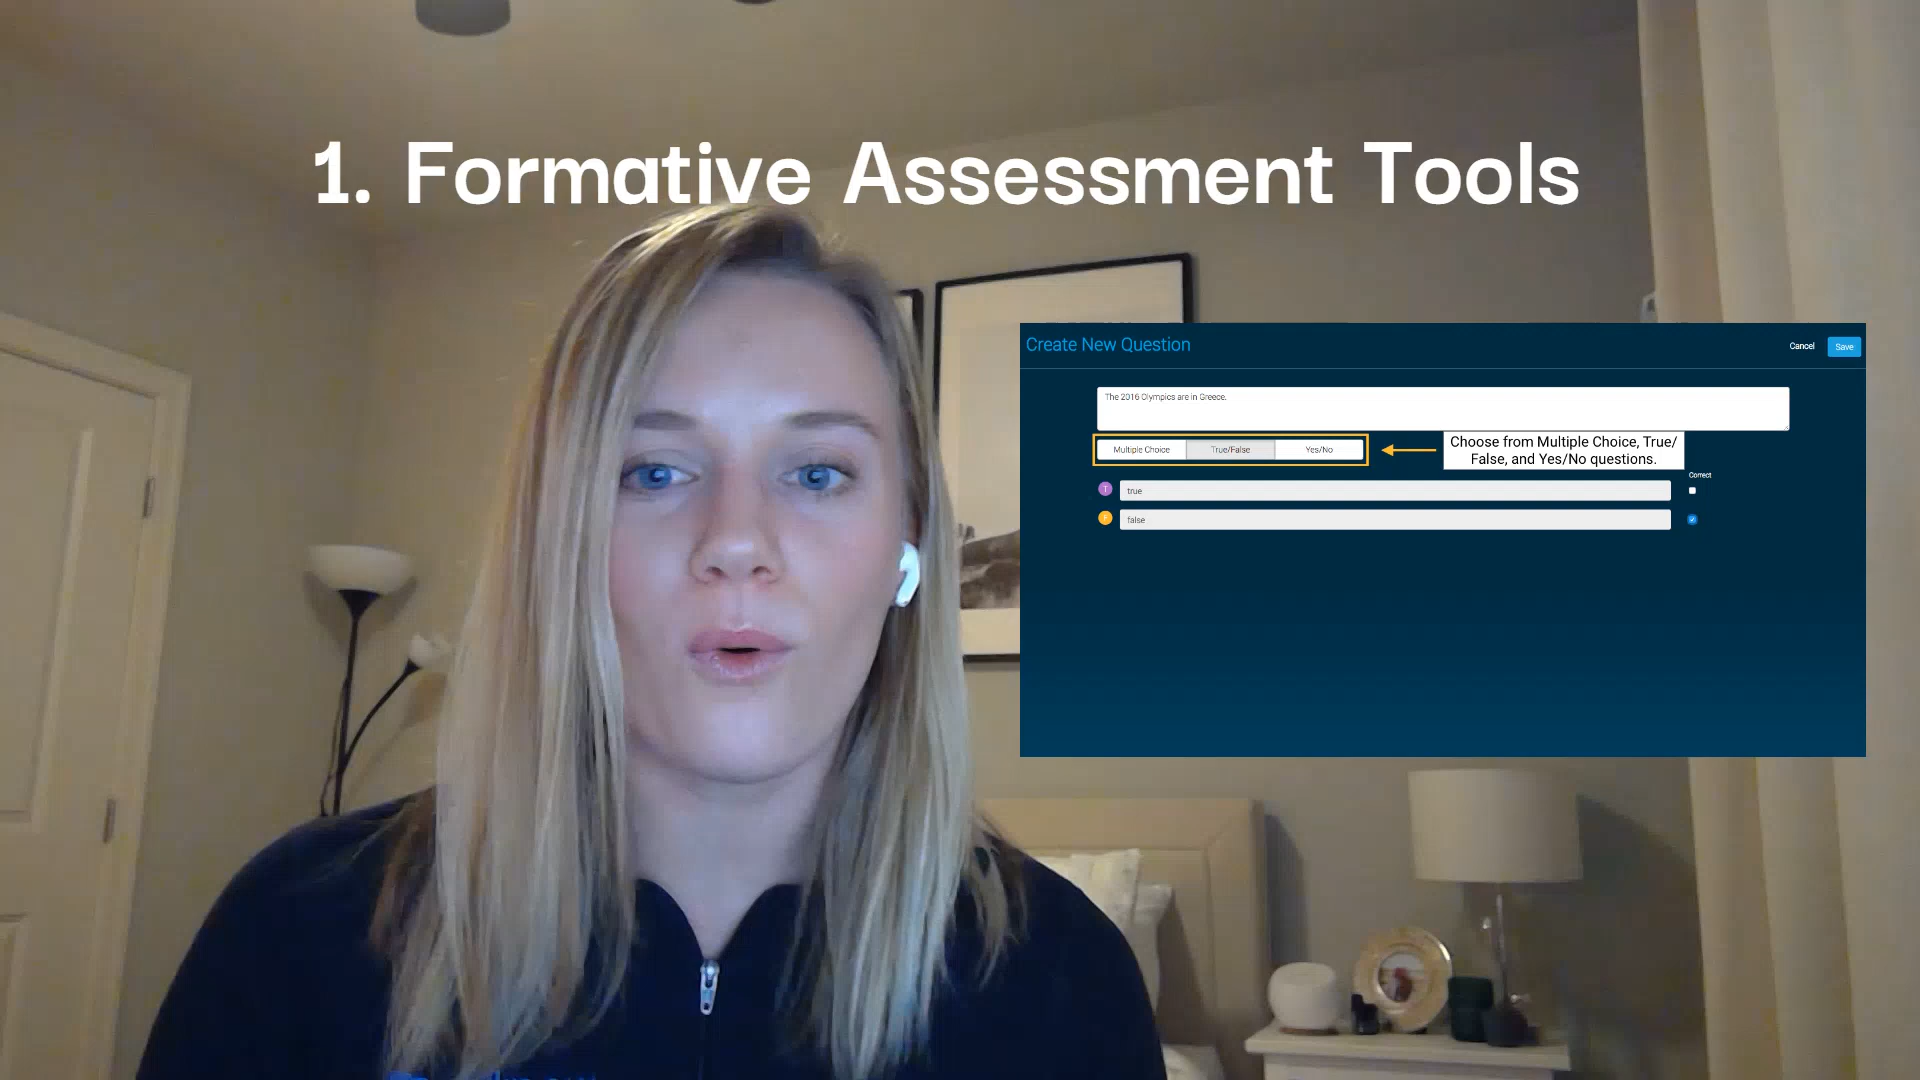 1. Formative Assessment Tools
Create New Question
Cancel
Save
The 2016 Olympics are in Greece.
Multiple Choice
True/False
Yes/No
Choose from Multiple Choice, True/
False, and Yes/No questions.
Correct
T
true
F
false